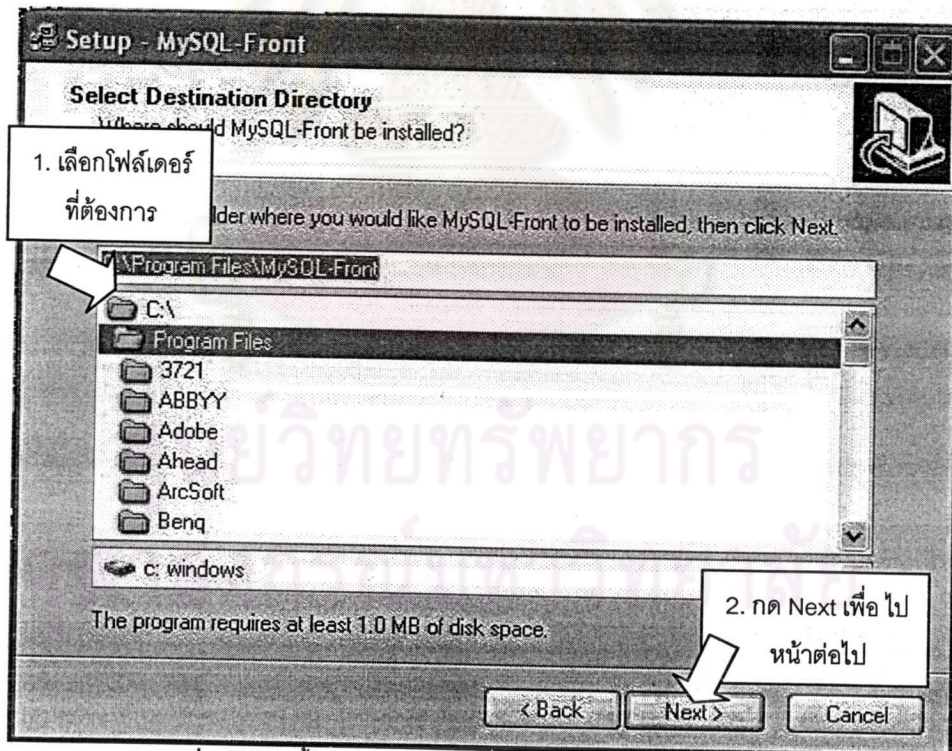 Setup - MySQL-Front
Select Destination Directory
Where should MySQL-Front be installed?
1. เลือกโฟล์เดอร์
ที่ต้องการ
lder where you would like MySQL-Front to be installed, then click Next.
:\Program Files\MySQL-Front
C:\
Program Files
3721
ABBYY
Adobe
Ahead
ArcSoft
Benq
c: windows
The program requires at least 1.0 MB of disk space.
2. กด Next เพื่อ ไป
หน้าต่อไป
< Back
Next >
Cancel